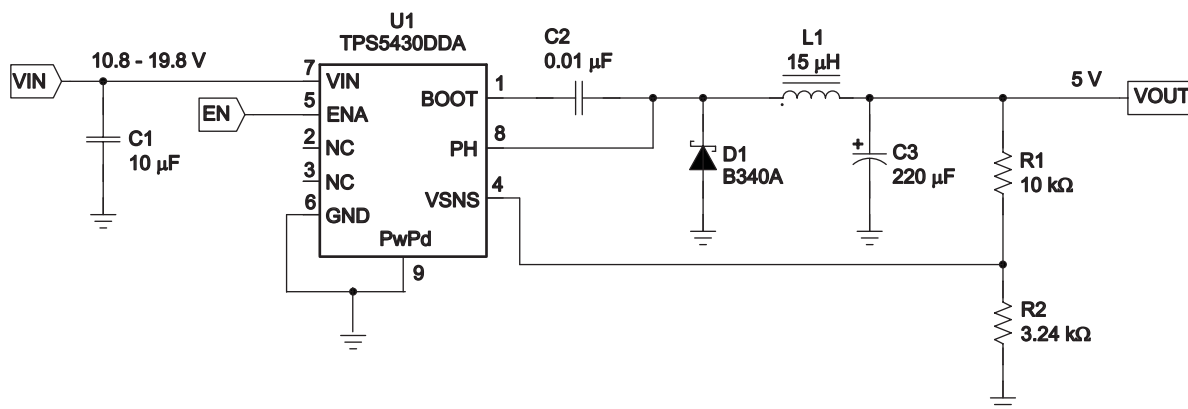 U1
TPS5430DDA
C2
0.01 μF
L1
15 μH
10.8 - 19.8 V
5 V
VIN
7
VIN
1
BOOT
VOUT
EN
5
ENA
C1
10 μF
2
NC
8
PH
D1
B340A
+
C3
220 μF
R1
10 kΩ
3
NC
4
VSNS
6
GND
PwPd
9
R2
3.24 kΩ